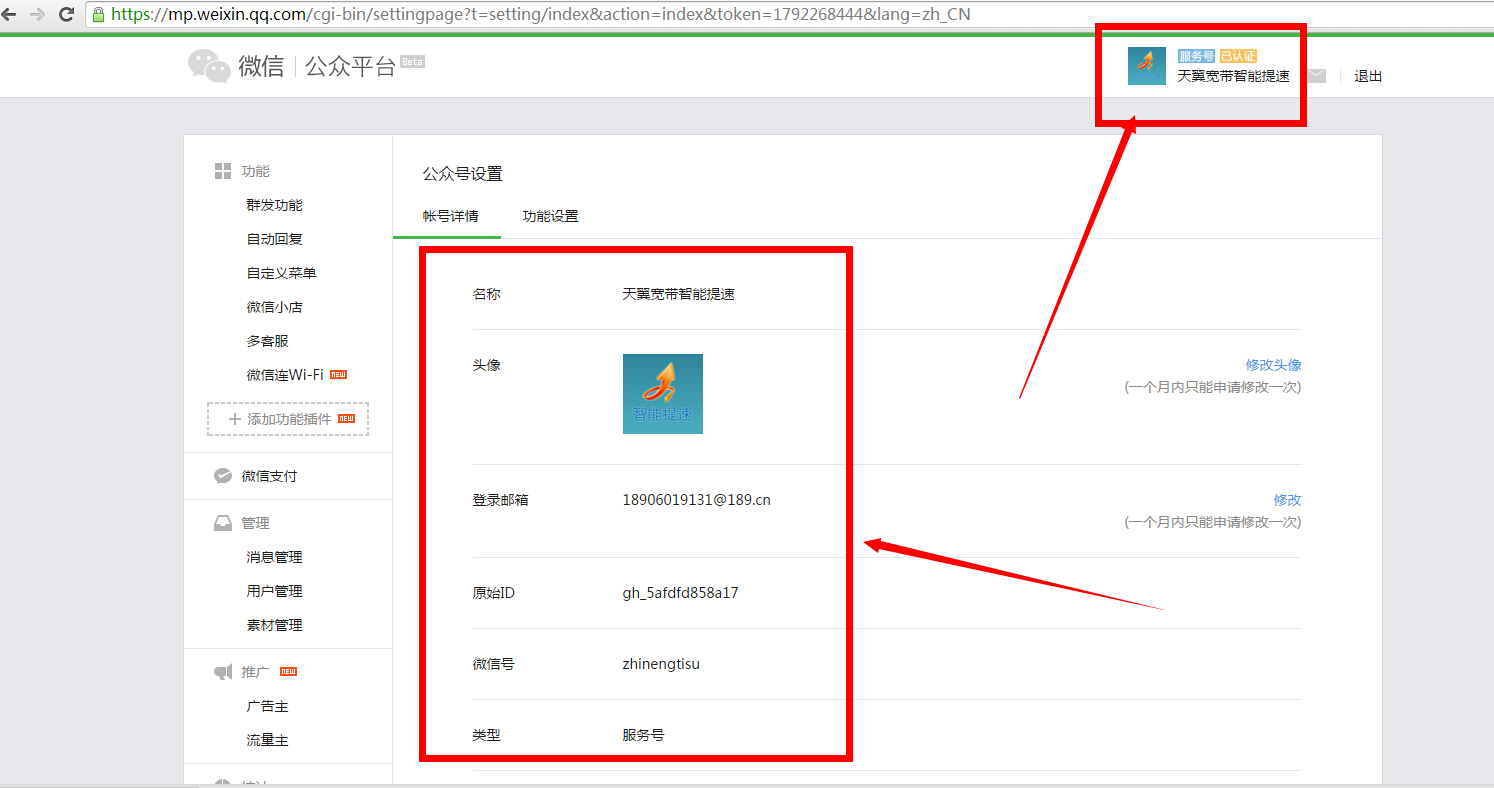 https://mp.weixin.qq.com/cgi-bin/settingpage?t=setting/index&action=index&token=1792268444&lang=zh_CN
微信 公众平台 Beta
服务号 已认证
天翼宽带智能提速 退出
功能
群发功能
自动回复
自定义菜单
微信小店
多客服
微信连Wi-Fi NEW
添加功能插件 NEW
微信支付
管理
消息管理
用户管理
素材管理
推广 NEW
广告主
流量主
公众号设置
帐号详情 功能设置
名称 天翼宽带智能提速
头像 修改头像
(一个月内只能申请修改一次)
智能提速
登录邮箱 18906019131@189.cn 修改
(一个月内只能申请修改一次)
原始ID gh_5afdfd858a17
微信号 zhinengtisu
类型 服务号